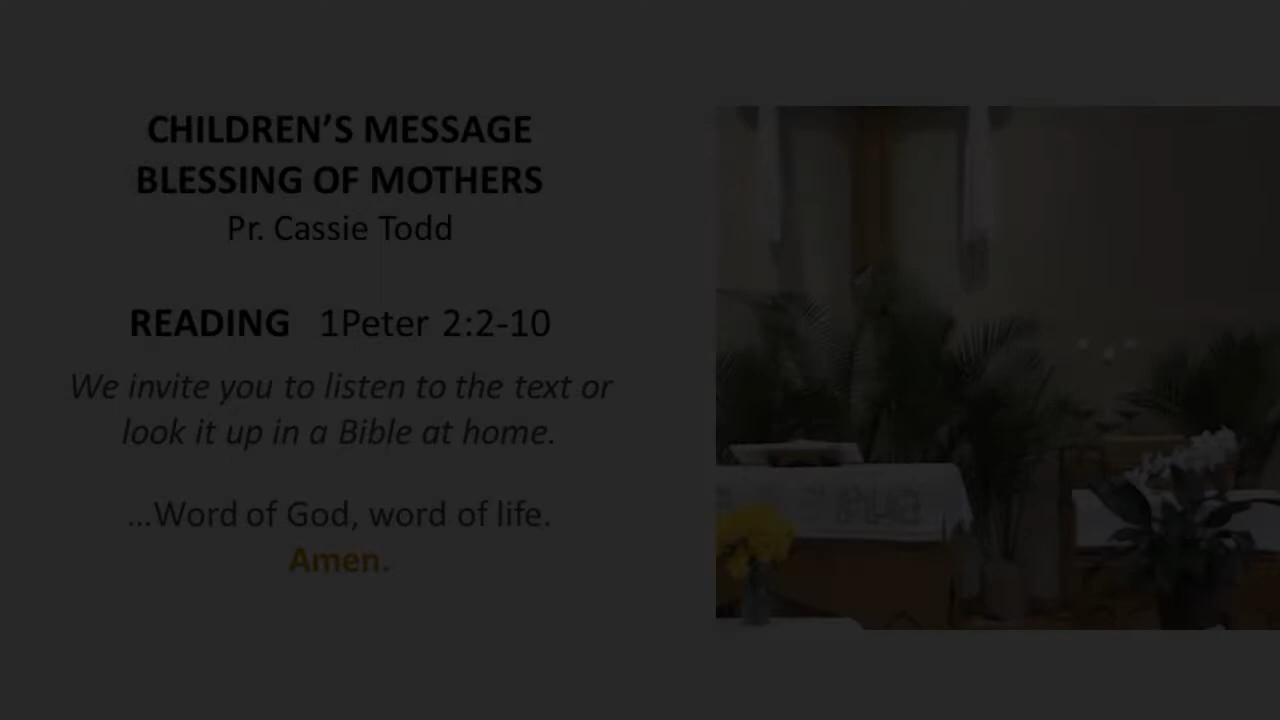 CHILDREN’S MESSAGE
BLESSING OF MOTHERS
Pr. Cassie Todd
READING 1Peter 2:2-10
We invite you to listen to the text or
look it up in a Bible at home.
...Word of God, word of life.
Amen.